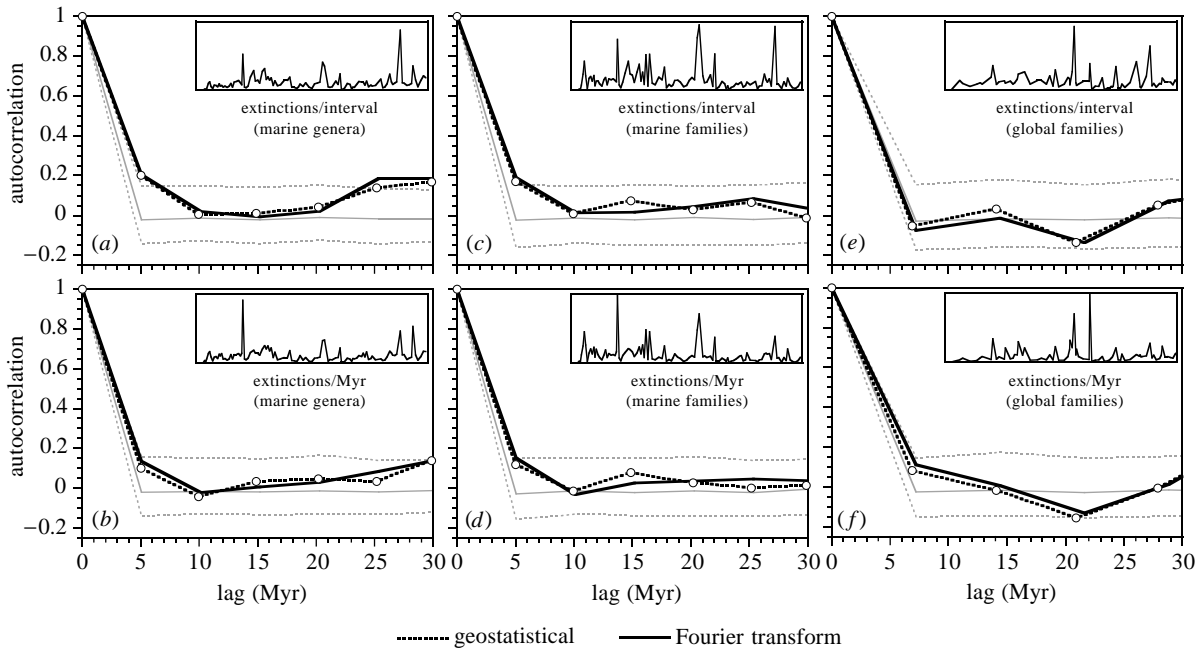 1
0.8
0.6
0.4
0.2
0
−0.2
autocorrelation
extinctions/interval
(marine genera)
(a)
extinctions/interval
(marine families)
(c)
extinctions/interval
(global families)
(e)
1
0.8
0.6
0.4
0.2
0
−0.2
autocorrelation
extinctions/Myr
(marine genera)
(b)
extinctions/Myr
(marine families)
(d)
extinctions/Myr
(global families)
(f)
0 5 10 15 20 25 30
0 5 10 15 20 25 30
0 5 10 15 20 25 30
lag (Myr)
lag (Myr)
lag (Myr)
geostatistical
Fourier transform